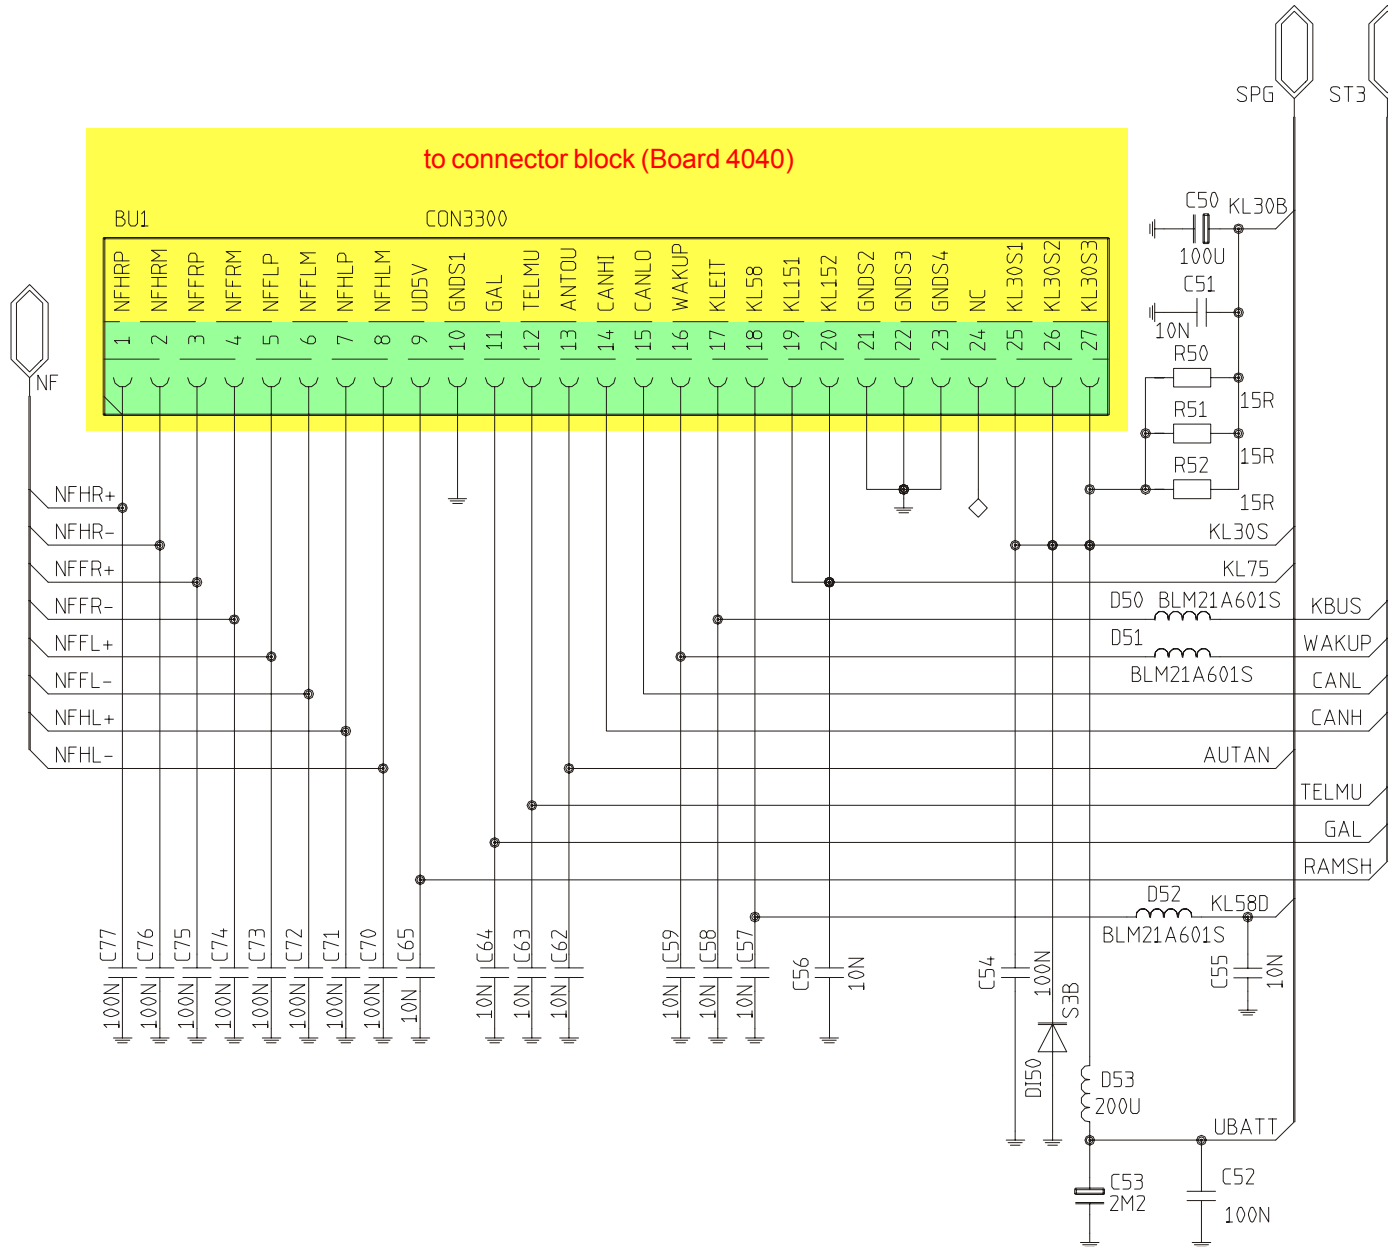 SPG
ST3
to connector block (Board 4040)
BU1
CON3300
NFHRP
NFHRM
NFFRP
NFFRM
NFFLP
NFFLM
NFHLP
NFHLM
UD5V
GNDS1
GAL
TELMU
ANTOU
CANHI
CANLO
WAKUP
KLEIT
KL58
KL151
KL152
GNDS2
GNDS3
GNDS4
NC
KL30S1
KL30S2
KL30S3
1
2
3
4
5
6
7
8
9
10
11
12
13
14
15
16
17
18
19
20
21
22
23
24
25
26
27
C50
KL30B
100U
C51
10N
R50
15R
R51
15R
R52
15R
NF
NFHR+
NFHR-
NFFR+
NFFR-
NFFL+
NFFL-
NFHL+
NFHL-
KL30S
KL75
D50 BLM21A601S
KBUS
D51
WAKUP
BLM21A601S
CANL
CANH
AUTAN
TELMU
GAL
RAMSH
D52
KL58D
BLM21A601S
C77
100N
C76
100N
C75
100N
C74
100N
C73
100N
C72
100N
C71
100N
C70
100N
C65
10N
C64
10N
C63
10N
C62
10N
C59
10N
C58
10N
C57
10N
C56
10N
C54
100N
C55
10N
S3B
DI50
D53
200U
UBATT
C53
2M2
C52
100N